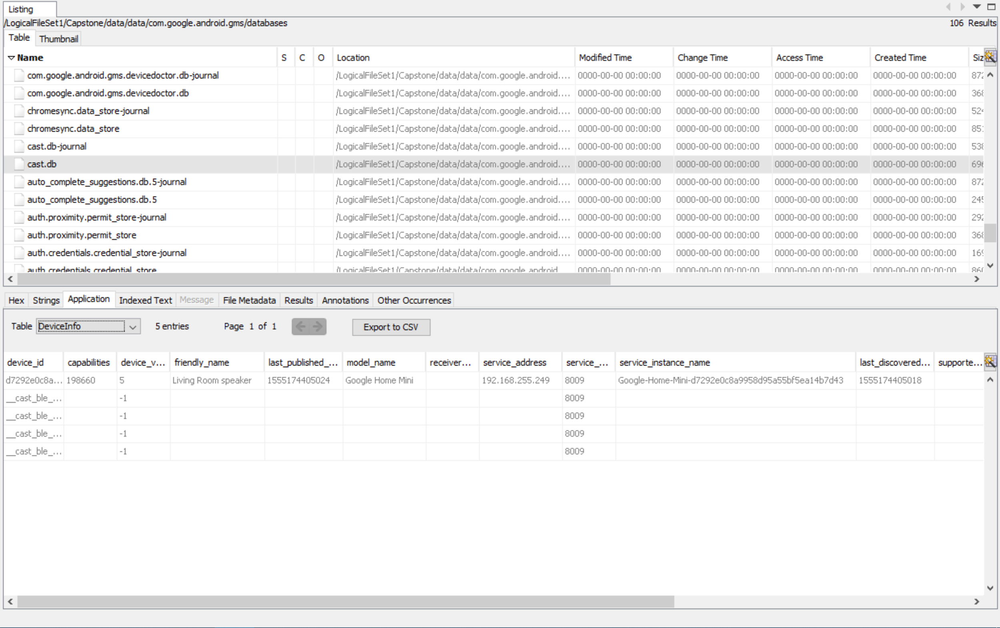 Listing
/LogicalFileSet1/Capstone/data/data/com.google.android.gms/databases 106 Results
Table Thumbnail
Name S C O Location Modified Time Change Time Access Time Created Time Siz
com.google.android.gms.devicedoctor.db-journal /LogicalFileSet1/Capstone/data/data/com.google.android.... 0000-00-00 00:00:00 0000-00-00 00:00:00 0000-00-00 00:00:00 0000-00-00 00:00:00 872
com.google.android.gms.devicedoctor.db /LogicalFileSet1/Capstone/data/data/com.google.android.... 0000-00-00 00:00:00 0000-00-00 00:00:00 0000-00-00 00:00:00 0000-00-00 00:00:00 368
chromesync.data_store-journal /LogicalFileSet1/Capstone/data/data/com.google.android.... 0000-00-00 00:00:00 0000-00-00 00:00:00 0000-00-00 00:00:00 0000-00-00 00:00:00 524
chromesync.data_store /LogicalFileSet1/Capstone/data/data/com.google.android.... 0000-00-00 00:00:00 0000-00-00 00:00:00 0000-00-00 00:00:00 0000-00-00 00:00:00 85
cast.db-journal /LogicalFileSet1/Capstone/data/data/com.google.android.... 0000-00-00 00:00:00 0000-00-00 00:00:00 0000-00-00 00:00:00 0000-00-00 00:00:00 538
cast.db /LogicalFileSet1/Capstone/data/data/com.google.android.... 0000-00-00 00:00:00 0000-00-00 00:00:00 0000-00-00 00:00:00 0000-00-00 00:00:00 696
auto_complete_suggestions.db.5-journal /LogicalFileSet1/Capstone/data/data/com.google.android.... 0000-00-00 00:00:00 0000-00-00 00:00:00 0000-00-00 00:00:00 0000-00-00 00:00:00 872
auto_complete_suggestions.db.5 /LogicalFileSet1/Capstone/data/data/com.google.android.... 0000-00-00 00:00:00 0000-00-00 00:00:00 0000-00-00 00:00:00 0000-00-00 00:00:00 245
auth.proximity.permit_store-journal /LogicalFileSet1/Capstone/data/data/com.google.android.... 0000-00-00 00:00:00 0000-00-00 00:00:00 0000-00-00 00:00:00 0000-00-00 00:00:00 292
auth.proximity.permit_store /LogicalFileSet1/Capstone/data/data/com.google.android.... 0000-00-00 00:00:00 0000-00-00 00:00:00 0000-00-00 00:00:00 0000-00-00 00:00:00 368
auth.credentials.credential_store-journal /LogicalFileSet1/Capstone/data/data/com.google.android.... 0000-00-00 00:00:00 0000-00-00 00:00:00 0000-00-00 00:00:00 0000-00-00 00:00:00 169
auth.credentials.credential_store /LogicalFileSet1/Capstone/data/data/com.google.android 0000-00-00 00:00:00 0000-00-00 00:00:00 0000-00-00 00:00:00 0000-00-00 00:00:00 860
Hex Strings Application Indexed Text Message File Metadata Results Annotations Other Occurrences
Table DeviceInfo 5 entries Page 1 of 1 Export to CSV
device_id capabilities device_v... friendly_name last_published_... model_name receiver... service_address service_... service_instance_name last_discovered... supporte...
d7292e0c8a... 198660 5 Living Room speaker 1555174405024 Google Home Mini 192.168.255.249 8009 Google-Home-Mini-d7292e0c8a9958d95a55bf5ea14b7d43 1555174405018
__cast_ble_... -1 8009
__cast_ble_... -1 8009
__cast_ble_... -1 8009
__cast_ble_... -1 8009